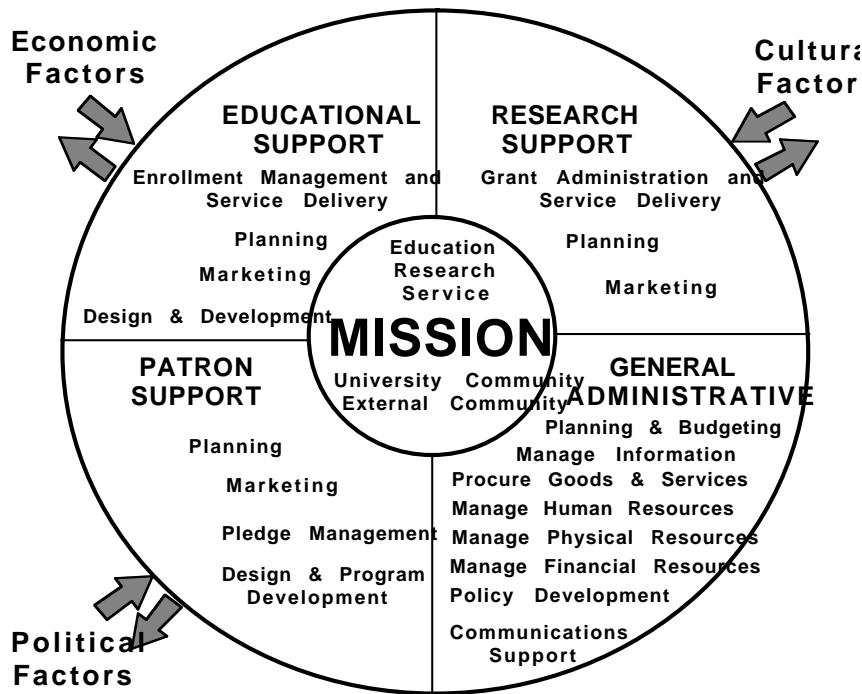 Economic
Factors
Cultura
Factor
EDUCATIONAL
SUPPORT
Enrollment Management and
Service Delivery
Planning
Marketing
Design & Development
RESEARCH
SUPPORT
Grant Administration and
Service Delivery
Planning
Marketing
Education
Research
Service
MISSION
University Community
External Community
PATRON
SUPPORT
Planning
Marketing
Pledge Management
Design & Program
Development
GENERAL
ADMINISTRATIVE
Planning & Budgeting
Manage Information
Procure Goods & Services
Manage Human Resources
Manage Physical Resources
Manage Financial Resources
Policy Development
Communications
Support
Political
Factors